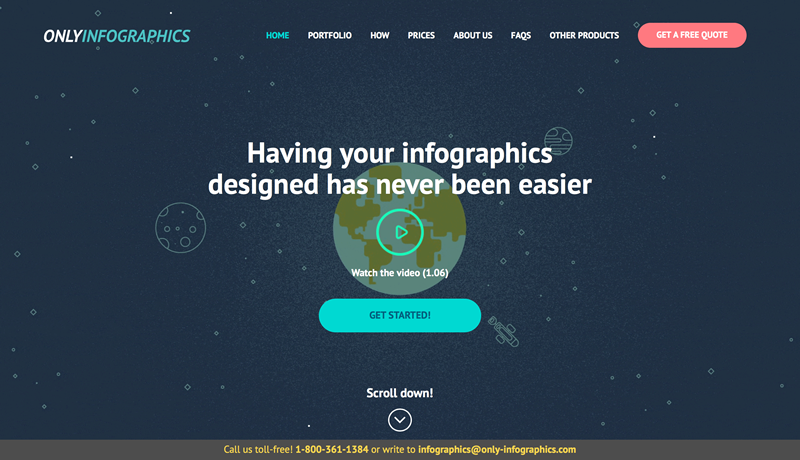 ONLYINFOGRAPHICS
HOME PORTFOLIO HOW PRICES ABOUT US FAQS OTHER PRODUCTS GET A FREE QUOTE
Having your infographics
designed has never been easier
Watch the video (1.06)
GET STARTED!
Scroll down!
Call us toll-free! 1-800-361-1384 or write to infographics@only-infographics.com